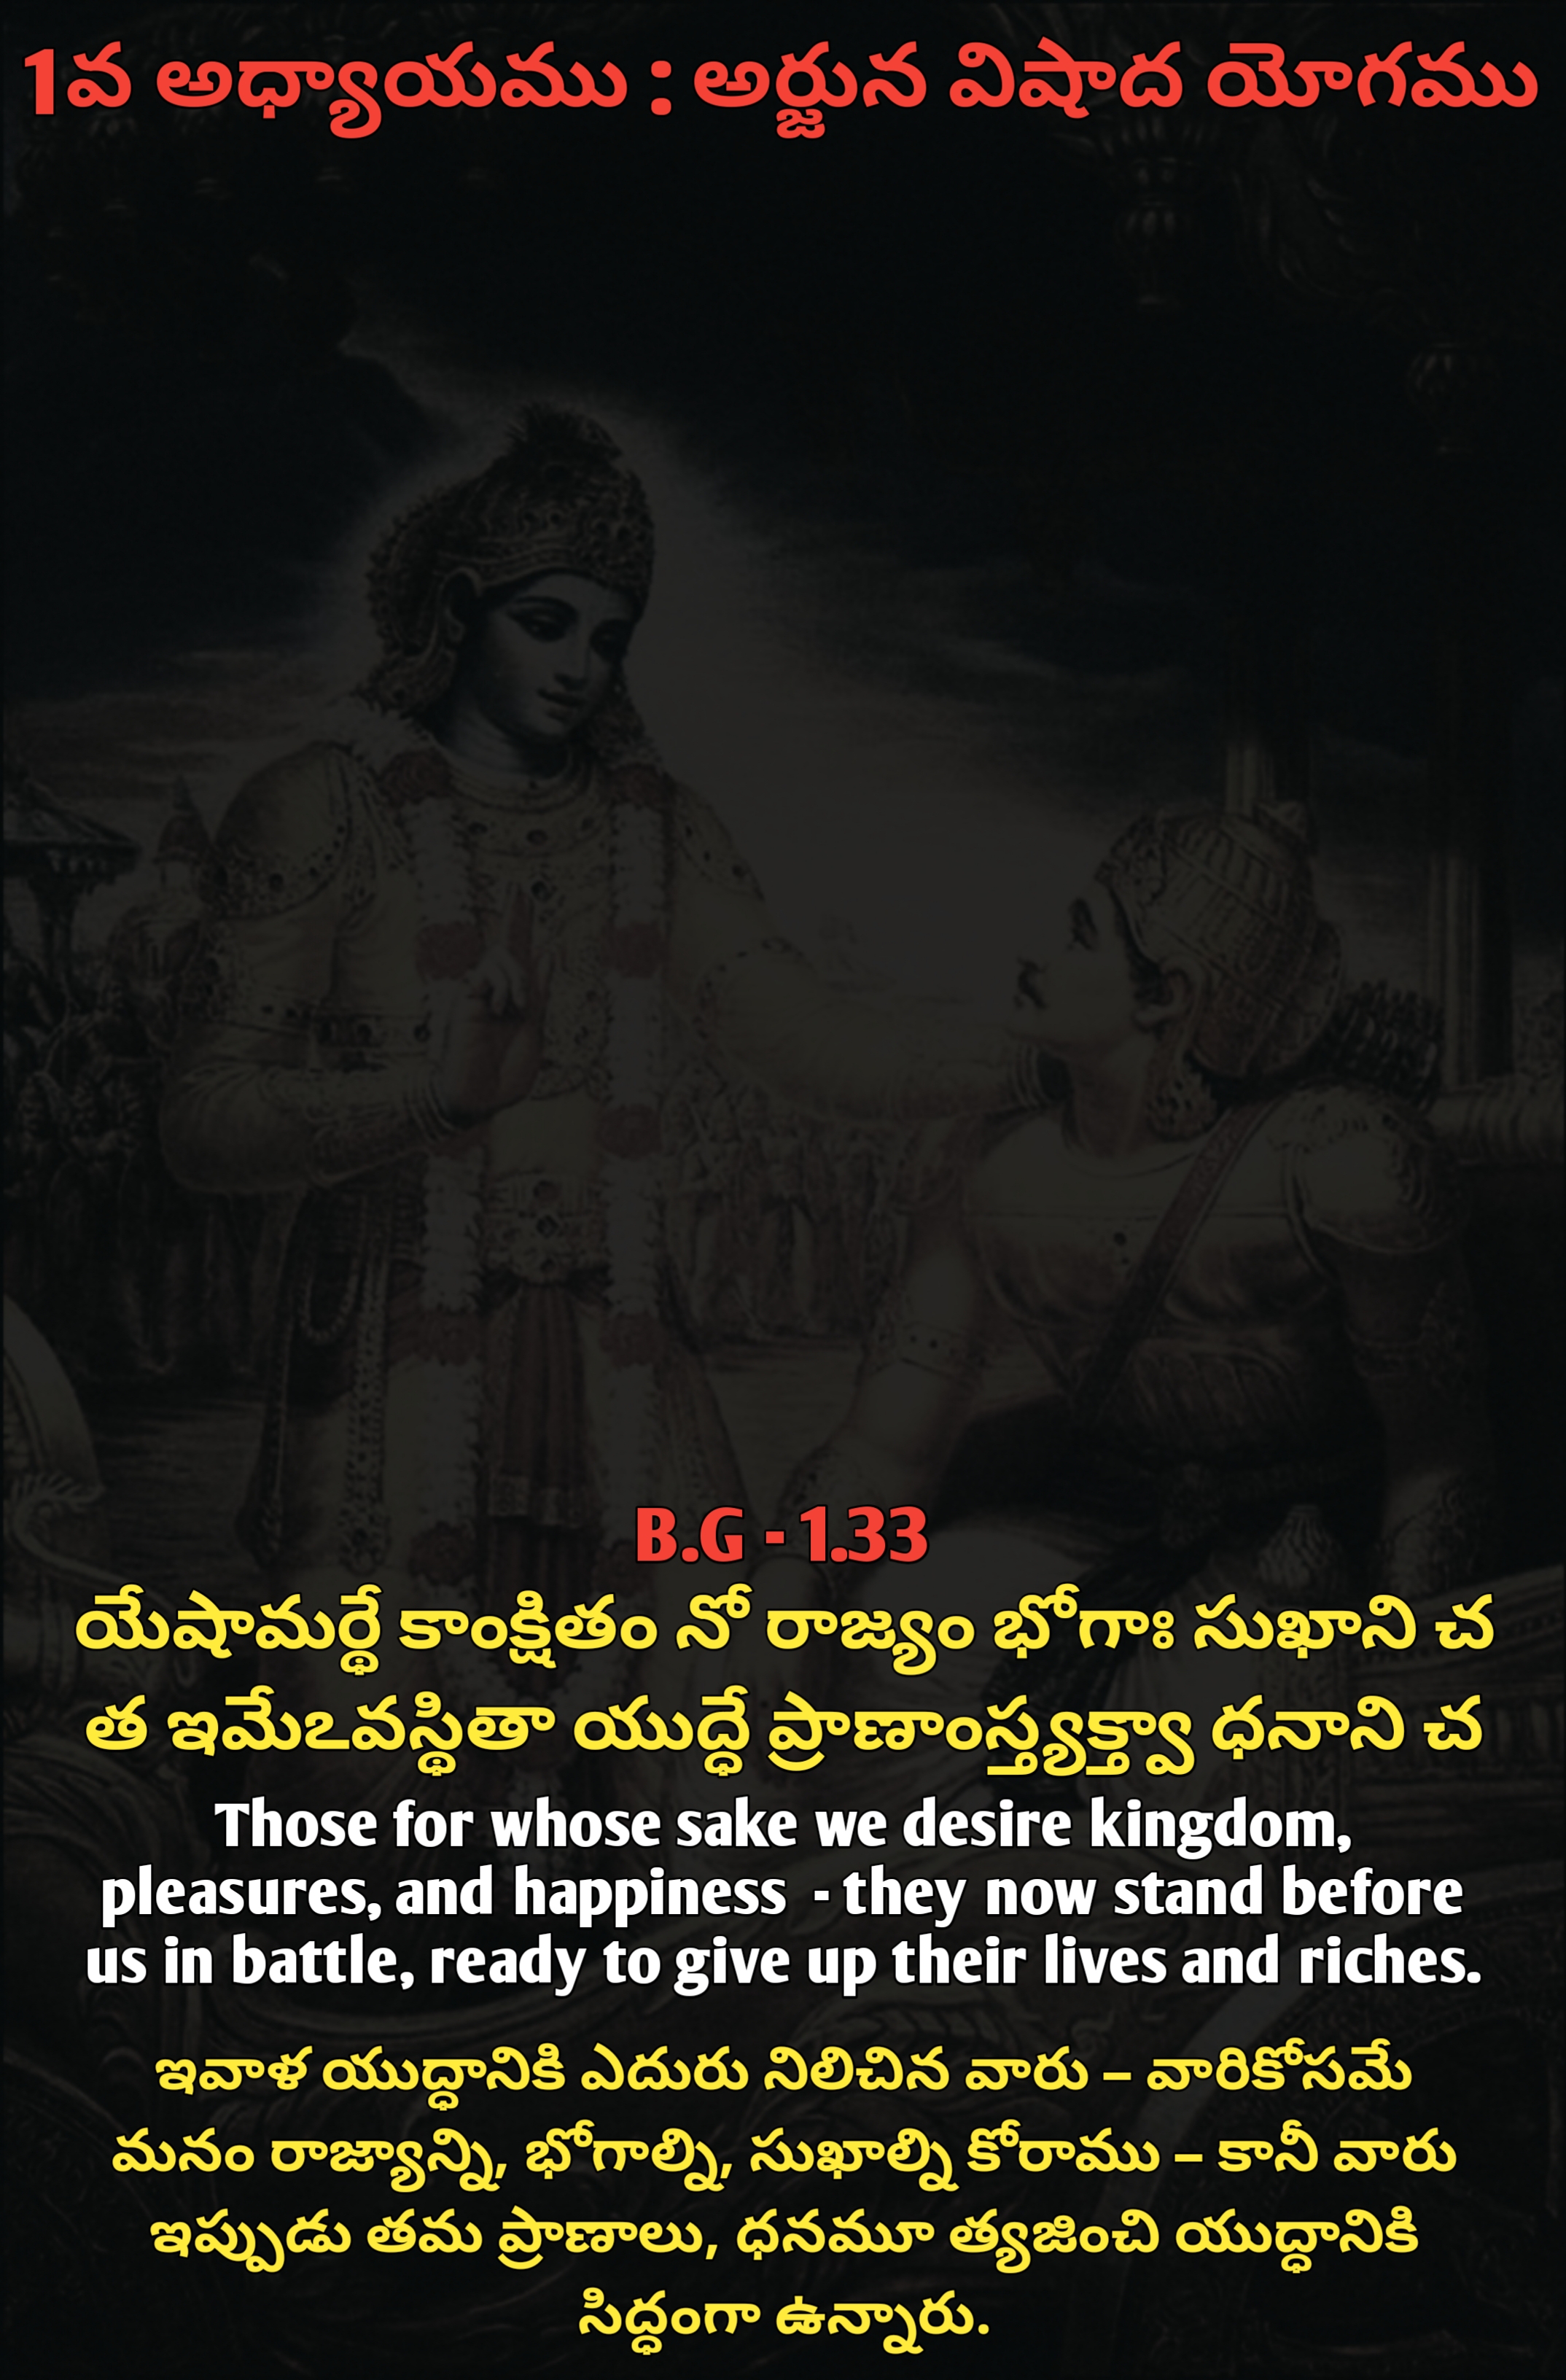 1వ అధ్యాయము : అర్జున విషాద యోగము
B.G - 1.33
యేషామర్థే కాంక్షితం నో రాజ్యం భోగాః సుఖాని చ
త ఇమేఽవస్థితా యుద్ధే ప్రాణాంస్త్యక్త్వా ధనాని చ
Those for whose sake we desire kingdom,
pleasures, and happiness - they now stand before
us in battle, ready to give up their lives and riches.
ఇవాళ యుద్ధానికి ఎదురు నిలిచిన వారు – వారికోసమే
మనం రాజ్యాన్ని, భోగాల్ని, సుఖాల్ని కోరాము – కానీ వారు
ఇప్పుడు తమ ప్రాణాలు, ధనమూ త్యజించి యుద్ధానికి
సిద్ధంగా ఉన్నారు.